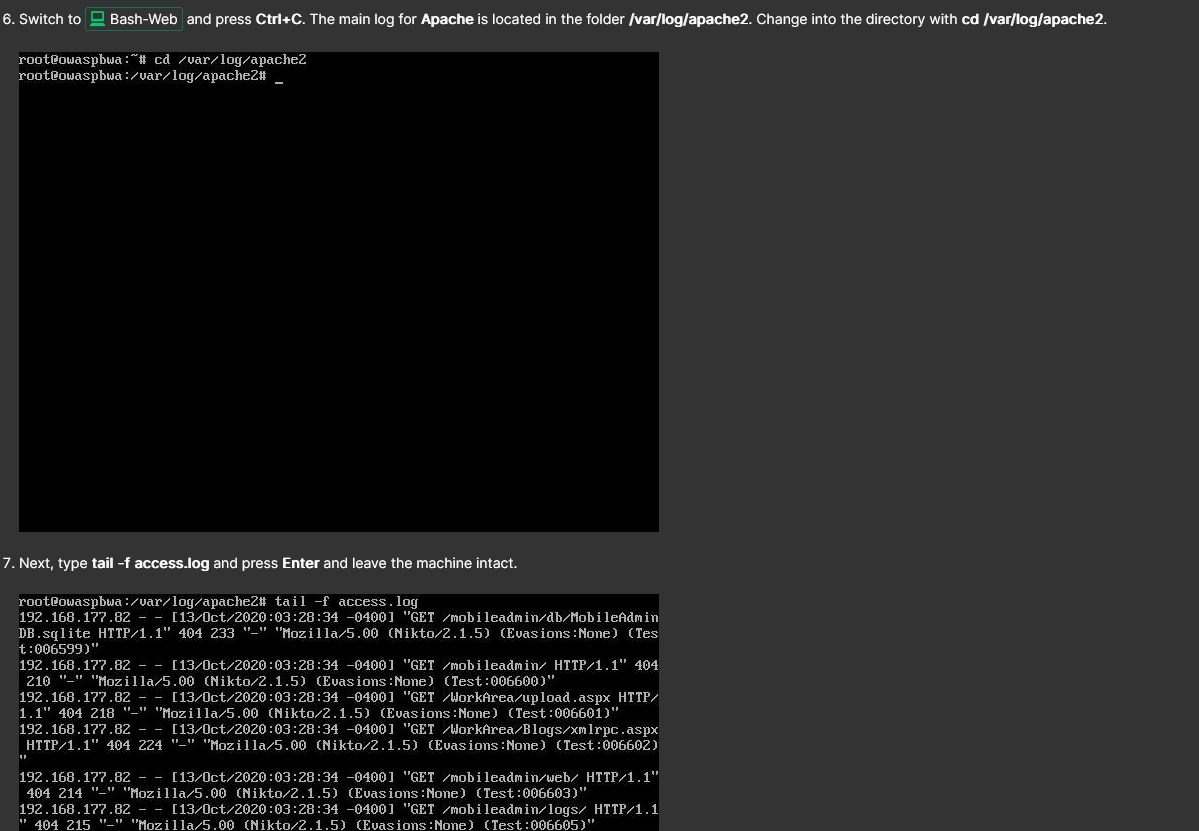 6. Switch to Bash-Web and press Ctrl+C. The main log for Apache is located in the folder /var/log/apache2. Change into the directory with cd /var/log/apache2.
root@owaspbwa:~# cd /var/log/apache2
root@owaspbwa:/var/log/apache2# _
7. Next, type tail -f access.log and press Enter and leave the machine intact.
root@owaspbwa:/var/log/apache2# tail -f access.log
192.168.177.82 - - [13/Oct/2020:03:28:34 -0400] "GET /mobileadmin/db/MobileAdmin
DB.sqlite HTTP/1.1" 404 233 "-" "Mozilla/5.00 (Nikto/2.1.5) (Evasions:None) (Tes
t:006599)"
192.168.177.82 - - [13/Oct/2020:03:28:34 -0400] "GET /mobileadmin/ HTTP/1.1" 404
210 "-" "Mozilla/5.00 (Nikto/2.1.5) (Evasions:None) (Test:006600)"
192.168.177.82 - - [13/Oct/2020:03:28:34 -0400] "GET /WorkArea/upload.aspx HTTP/
1.1" 404 218 "-" "Mozilla/5.00 (Nikto/2.1.5) (Evasions:None) (Test:006601)"
192.168.177.82 - - [13/Oct/2020:03:28:34 -0400] "GET /WorkArea/Blogs/xmlrpc.aspx
HTTP/1.1" 404 224 "-" "Mozilla/5.00 (Nikto/2.1.5) (Evasions:None) (Test:006602)
"
192.168.177.82 - - [13/Oct/2020:03:28:34 -0400] "GET /mobileadmin/web/ HTTP/1.1"
404 214 "-" "Mozilla/5.00 (Nikto/2.1.5) (Evasions:None) (Test:006603)"
192.168.177.82 - - [13/Oct/2020:03:28:34 -0400] "GET /mobileadmin/logs/ HTTP/1.1
" 404 215 "-" "Mozilla/5.00 (Nikto/2.1.5) (Evasions:None) (Test:006605)"